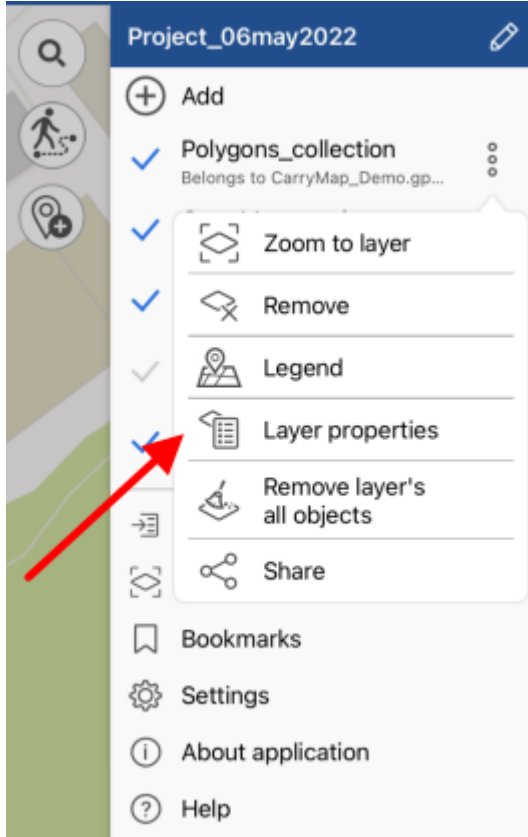 Project_06may2022
Add
Polygons_collection
Belongs to CarryMap_Demo.gp...
Zoom to layer
Remove
Legend
Layer properties
Remove layer's
all objects
Share
Bookmarks
Settings
About application
Help